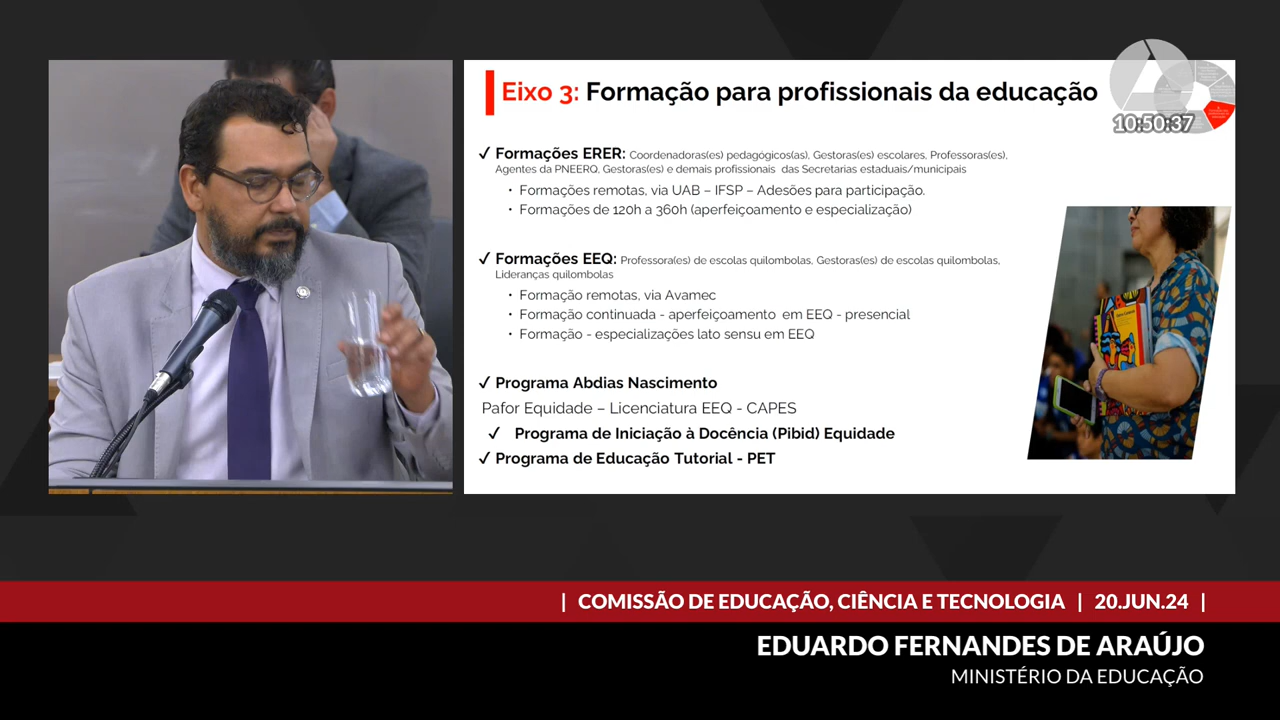 Eixo 3: Formação para profissionais da educação
10:50:37
✓ Formações ERER: Coordenadoras(es) pedagógicos(as), Gestoras(es) escolares, Professoras(es),
Agentes da PNEERQ, Gestoras(es) e demais profissionais das Secretarias estaduais/municipais
• Formações remotas, via UAB – IFSP – Adesões para participação.
• Formações de 120h a 360h (aperfeiçoamento e especialização)
✓ Formações EEQ: Professora(es) de escolas quilombolas, Gestoras(es) de escolas quilombolas,
Lideranças quilombolas
• Formação remotas, via Avamec
• Formação continuada - aperfeiçoamento em EEQ - presencial
• Formação - especializações lato sensu em EEQ
✓ Programa Abdias Nascimento
Pafor Equidade – Licenciatura EEQ - CAPES
✓ Programa de Iniciação à Docência (Pibid) Equidade
✓ Programa de Educação Tutorial - PET
| COMISSÃO DE EDUCAÇÃO, CIÊNCIA E TECNOLOGIA | 20.JUN.24 |
EDUARDO FERNANDES DE ARAÚJO
MINISTÉRIO DA EDUCAÇÃO